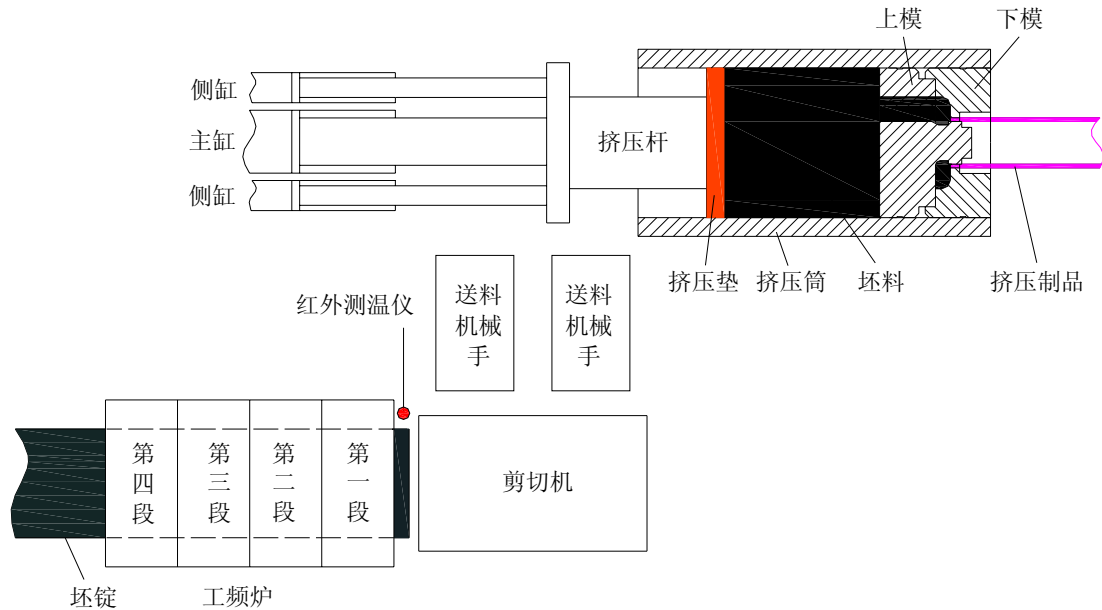 上模
下模
侧缸
主缸
侧缸
挤压杆
挤压垫
挤压筒
坯料
挤压制品
红外测温仪
送料
机械
手
送料
机械
手
第四段
第三段
第二段
第一段
剪切机
坯锭
工频炉